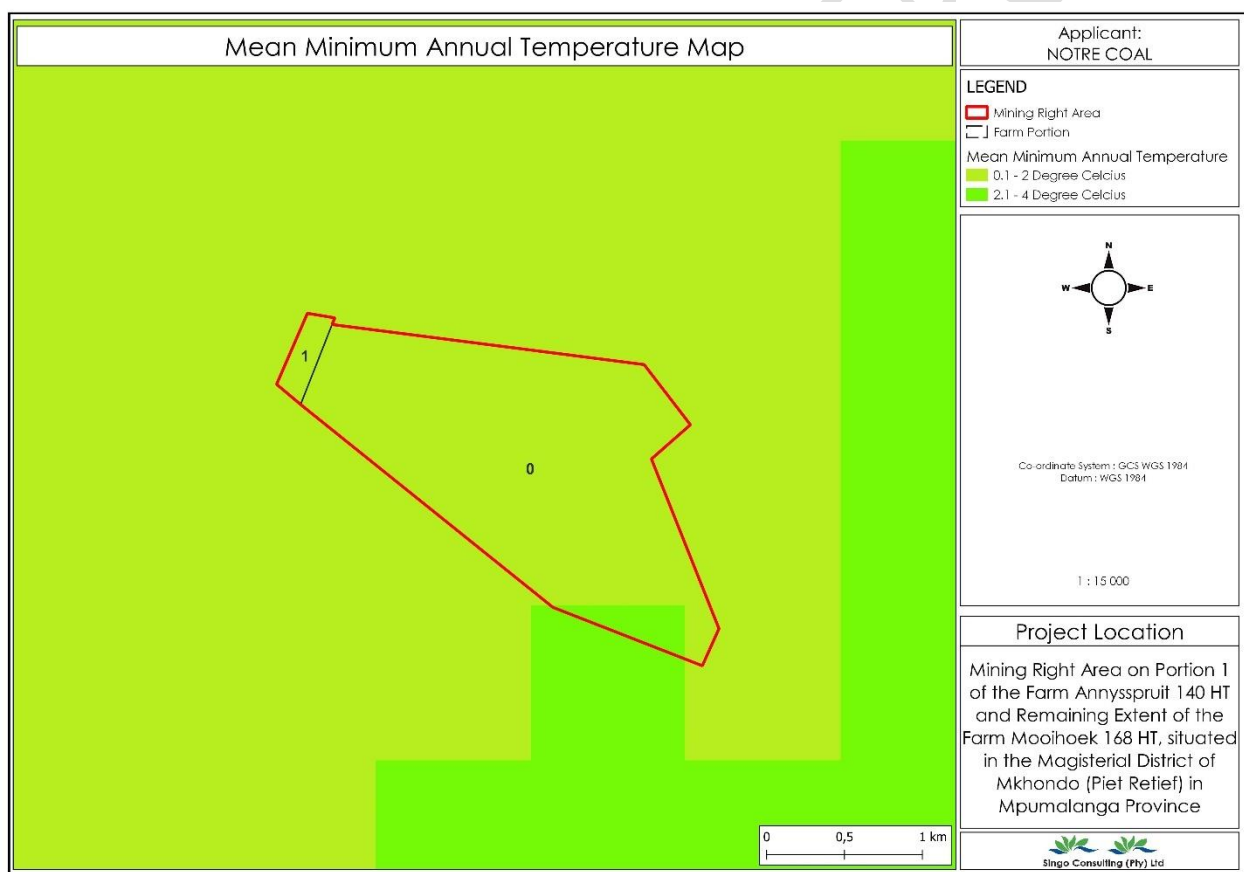 Mean Minimum Annual Temperature Map
1
0
0 0,5 1 km
Applicant:
NOTRE COAL
LEGEND
Mining Right Area
Farm Portion
Mean Minimum Annual Temperature
0.1 - 2 Degree Celcius
2.1 - 4 Degree Celcius
N
W E
S
Co-ordinate System : GCS WGS 1984
Datum : WGS 1984
1 : 15 000
Project Location
Mining Right Area on Portion 1
of the Farm Annysspruit 140 HT
and Remaining Extent of the
Farm Mooihoek 168 HT, situated
in the Magisterial District of
Mkhondo (Piet Retief) in
Mpumalanga Province
Singo Consulting (Pty) Ltd